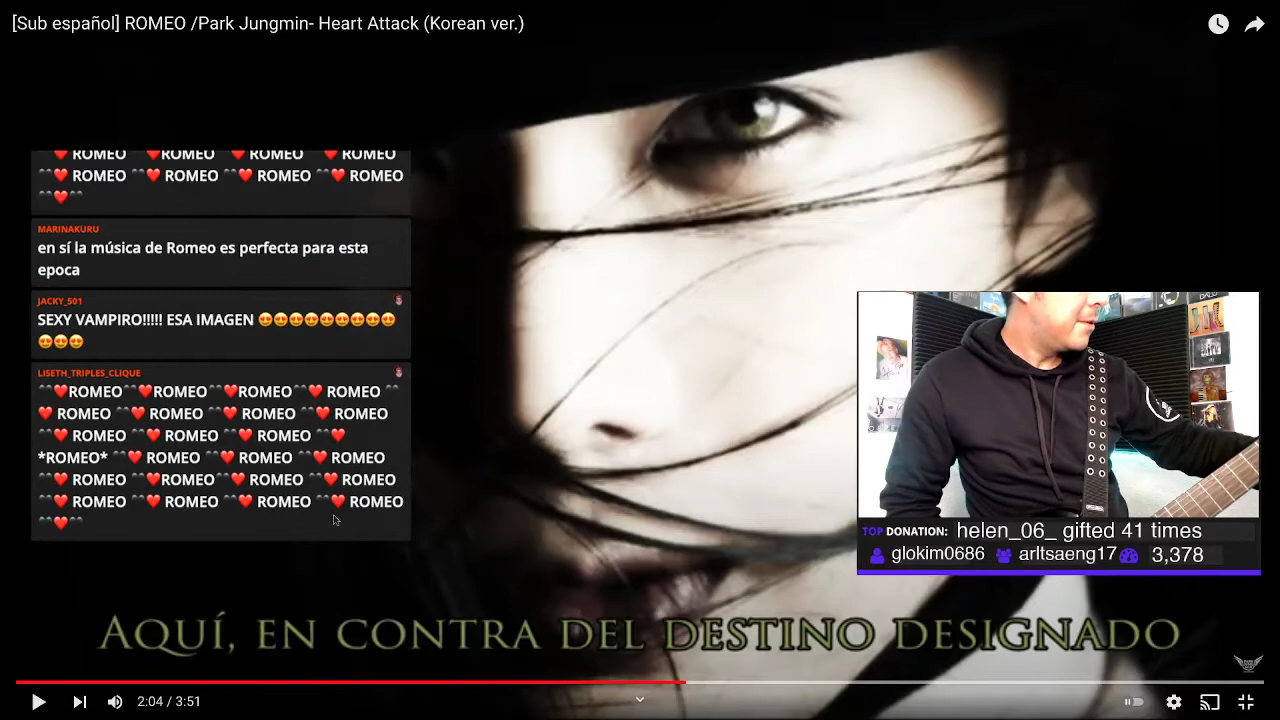 [Sub español] ROMEO /Park Jungmin- Heart Attack (Korean ver.)
❤️ ROMEO ❤️ROMEO ❤️ ROMEO ❤️ ROMEO
❤️ ROMEO ❤️ ROMEO ❤️ ROMEO ❤️ ROMEO
❤️
MARINAKURU
en sí la música de Romeo es perfecta para esta
epoca
JACKY_501
SEXY VAMPIRO!!!!! ESA IMAGEN 😍😍😍😍😍😍😍😍😍
😍😍😍
LISETH_TRIPLES_CLIQUE
❤️ROMEO ❤️ROMEO ❤️ROMEO ❤️ ROMEO
❤️ ROMEO ❤️ ROMEO ❤️ ROMEO ❤️ ROMEO
❤️ ROMEO ❤️ ROMEO ❤️ ROMEO ❤️
*ROMEO* ❤️ ROMEO ❤️ ROMEO ❤️ ROMEO
❤️ ROMEO ❤️ROMEO ❤️ ROMEO ❤️ ROMEO
❤️ ROMEO ❤️ ROMEO ❤️ ROMEO ❤️ ROMEO
❤️
TOP DONATION: helen_06_ gifted 41 times
glokim0686 arltsaeng17 3,378
AQUÍ, EN CONTRA DEL DESTINO DESIGNADO
2:04 / 3:51